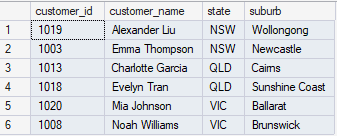 customer_id customer_name state suburb
1 1019 Alexander Liu NSW Wollongong
2 1003 Emma Thompson NSW Newcastle
3 1013 Charlotte Garcia QLD Cairns
4 1018 Evelyn Tran QLD Sunshine Coast
5 1020 Mia Johnson VIC Ballarat
6 1008 Noah Williams VIC Brunswick